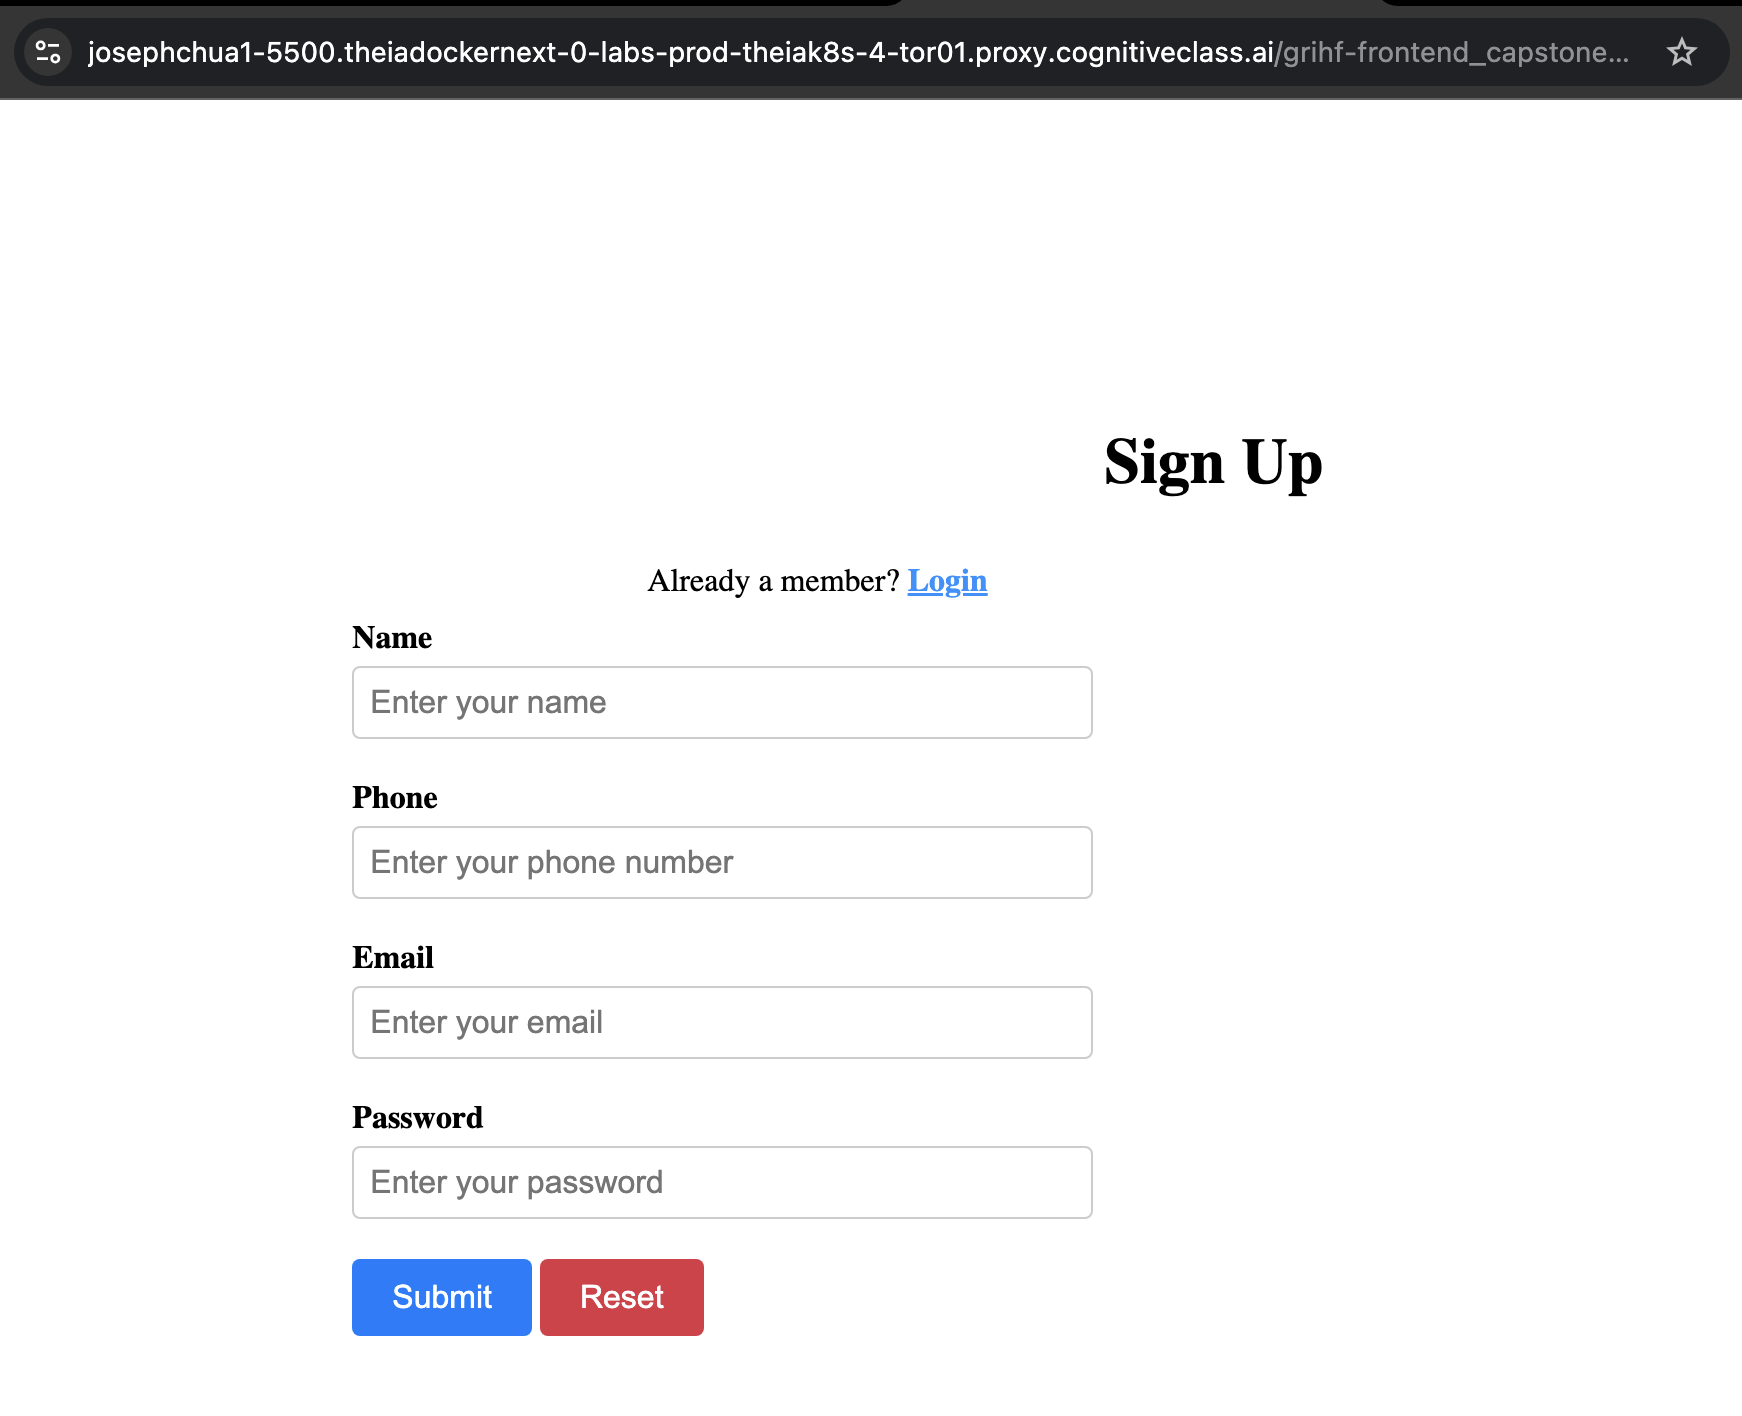 josephchua1-5500.theiadockernext-0-labs-prod-theiak8s-4-tor01.proxy.cognitiveclass.ai/grihf-frontend_capstone...
Sign Up
Already a member? Login
Name
Enter your name
Phone
Enter your phone number
Email
Enter your email
Password
Enter your password
Submit Reset